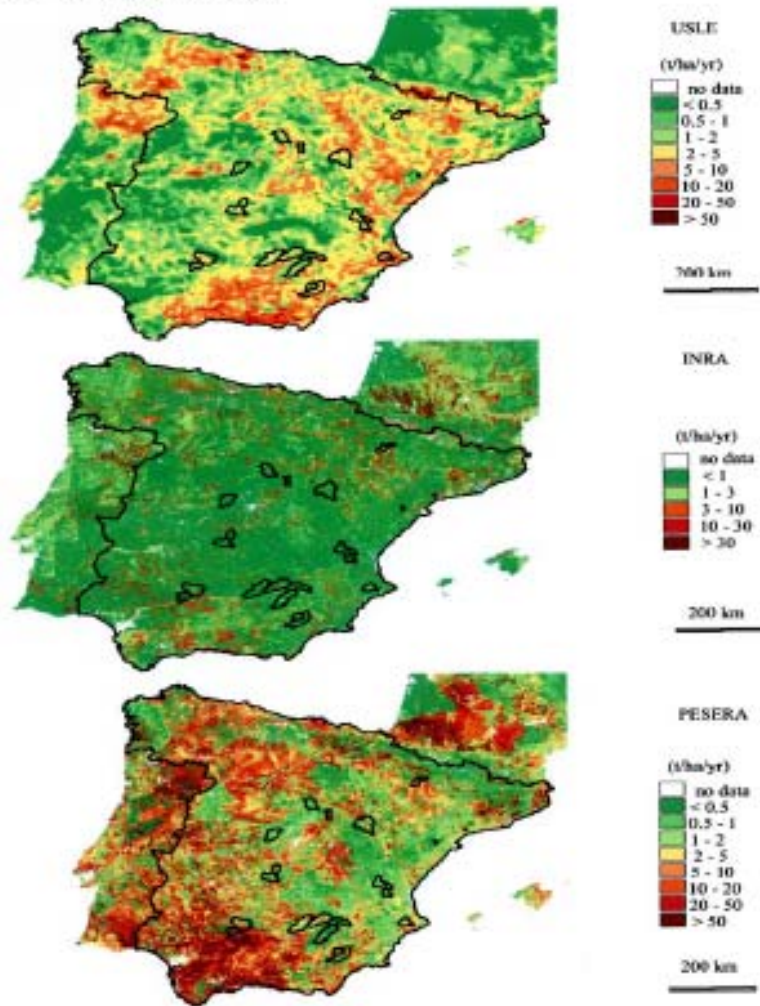 USLE
(t/ha/yr)
no data
< 0.5
0.5 - 1
1 - 2
2 - 5
5 - 10
10 - 20
20 - 50
> 50
200 km
INRA
(t/ha/yr)
no data
< 1
1 - 3
3 - 10
10 - 30
> 30
200 km
PESERA
(t/ha/yr)
no data
< 0.5
0.5 - 1
1 - 2
2 - 5
5 - 10
10 - 20
20 - 50
> 50
200 km